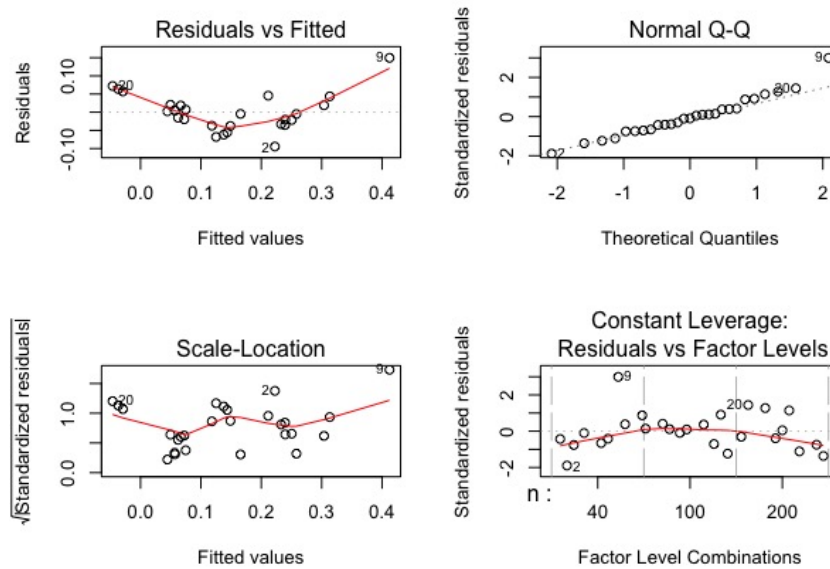 Residuals vs Fitted
Residuals
0.10
-0.10
9
20
2
0.0 0.1 0.2 0.3 0.4
Fitted values
Normal Q-Q
Standardized residuals
2
0
-2
9
20
2
-2 -1 0 1 2
Theoretical Quantiles
Scale-Location
√|Standardized residuals|
1.0
0.0
9
20
2
0.0 0.1 0.2 0.3 0.4
Fitted values
Constant Leverage:
Residuals vs Factor Levels
Standardized residuals
2
0
-2
9
20
2
n :
40 100 200
Factor Level Combinations